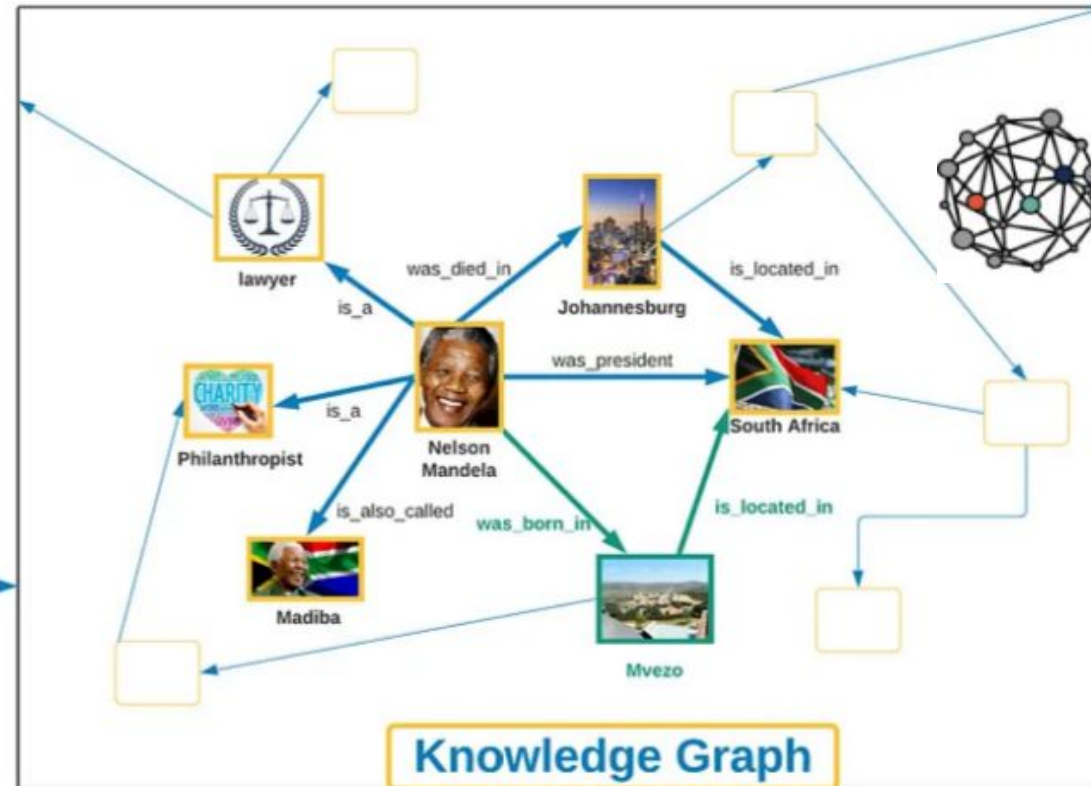 lawyer
was_died_in
Johannesburg
is_located_in
is_a
was_president
CHARITY
is_a
Philanthropist
Nelson
Mandela
South Africa
is_also_called
was_born_in
is_located_in
Madiba
Mvezo
Knowledge Graph